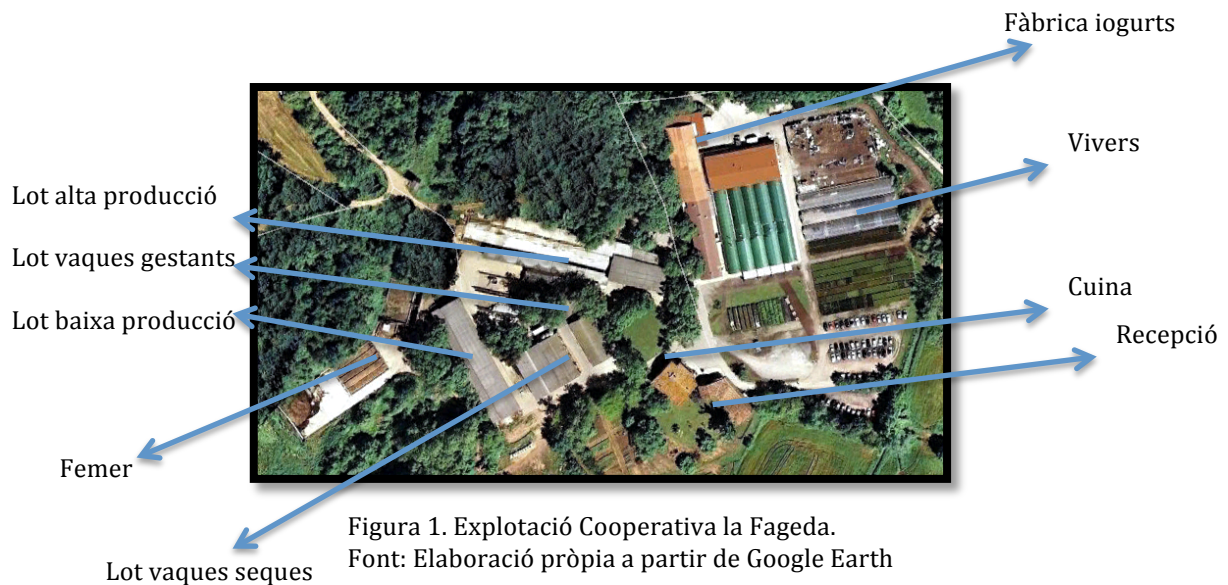 Fàbrica iogurts
Vivers
Lot alta producció
Lot vaques gestants
Cuina
Lot baixa producció
Recepció
Femer
Figura 1. Explotació Cooperativa la Fageda.
Font: Elaboració pròpia a partir de Google Earth
Lot vaques seques